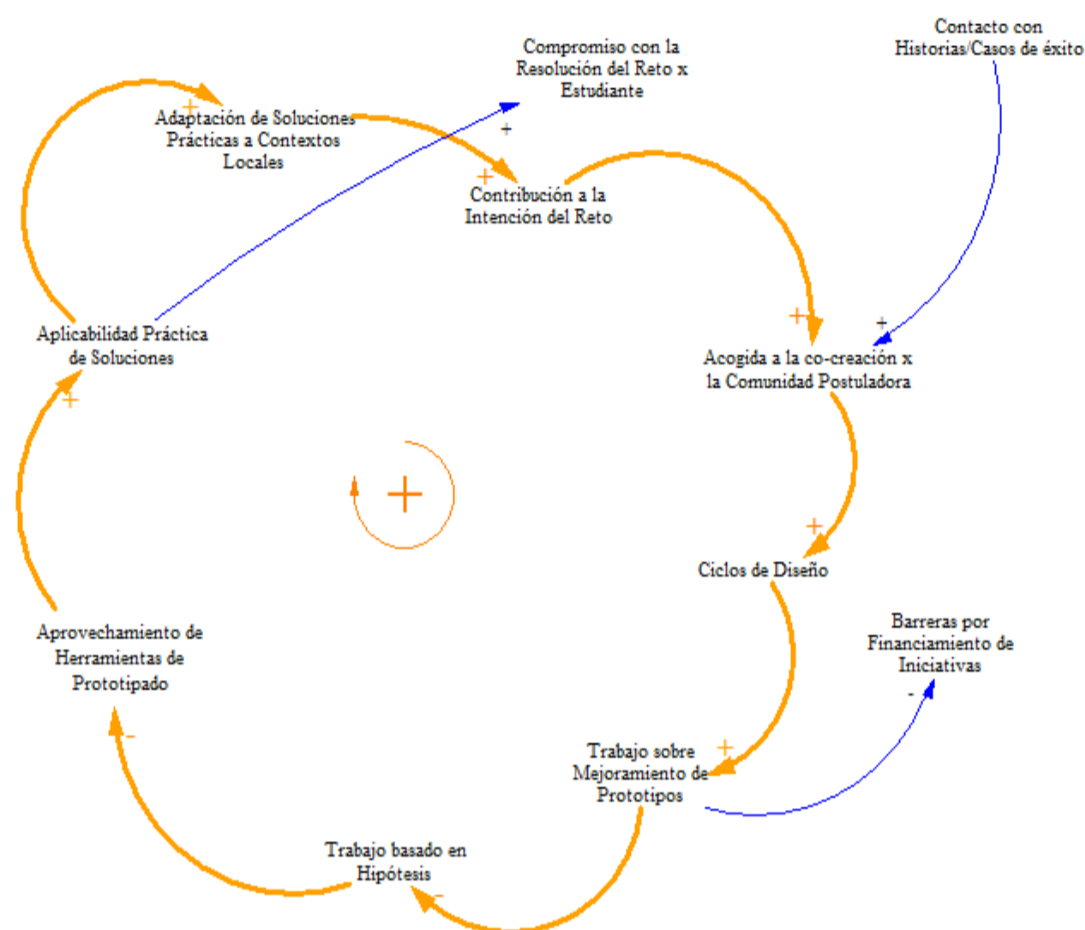 Contacto con
Historias/Casos de éxito
Compromiso con la
Resolución del Reto x
Estudiante
+
+
Adaptación de Soluciones
Prácticas a Contextos
Locales
+
Contribución a la
Intención del Reto
+
+
Aplicabilidad Práctica
de Soluciones
Acogida a la co-creación x
la Comunidad Postuladora
+
+
+
Ciclos de Diseño
Aprovechamiento de
Herramientas de
Prototipado
Barreras por
Financiamiento de
Iniciativas
-
-
+
Trabajo sobre
Mejoramiento de
Prototipos
Trabajo basado en
Hipótesis
-